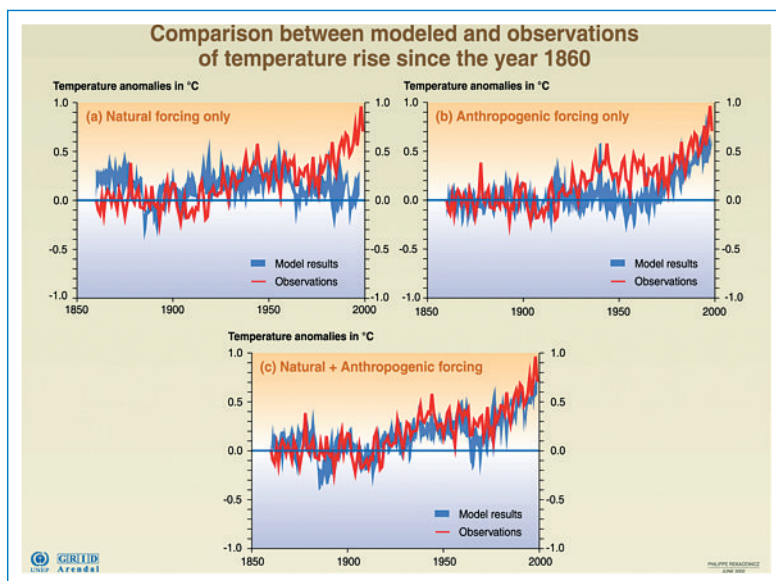 Comparison between modeled and observations
of temperature rise since the year 1860
Temperature anomalies in °C
Temperature anomalies in °C
(a) Natural forcing only
1.0
0.5
0.0
-0.5
-1.0
1.0
0.5
0.0
-0.5
-1.0
Model results
Observations
1850
1900
1950
2000
(b) Anthropogenic forcing only
1.0
0.5
0.0
-0.5
-1.0
1.0
0.5
0.0
-0.5
-1.0
Model results
Observations
1850
1900
1950
2000
Temperature anomalies in °C
(c) Natural + Anthropogenic forcing
1.0
0.5
0.0
-0.5
-1.0
1.0
0.5
0.0
-0.5
-1.0
Model results
Observations
1850
1900
1950
2000
UNEP
GRID
Arendal
PHILIPPE REKACEWICZ